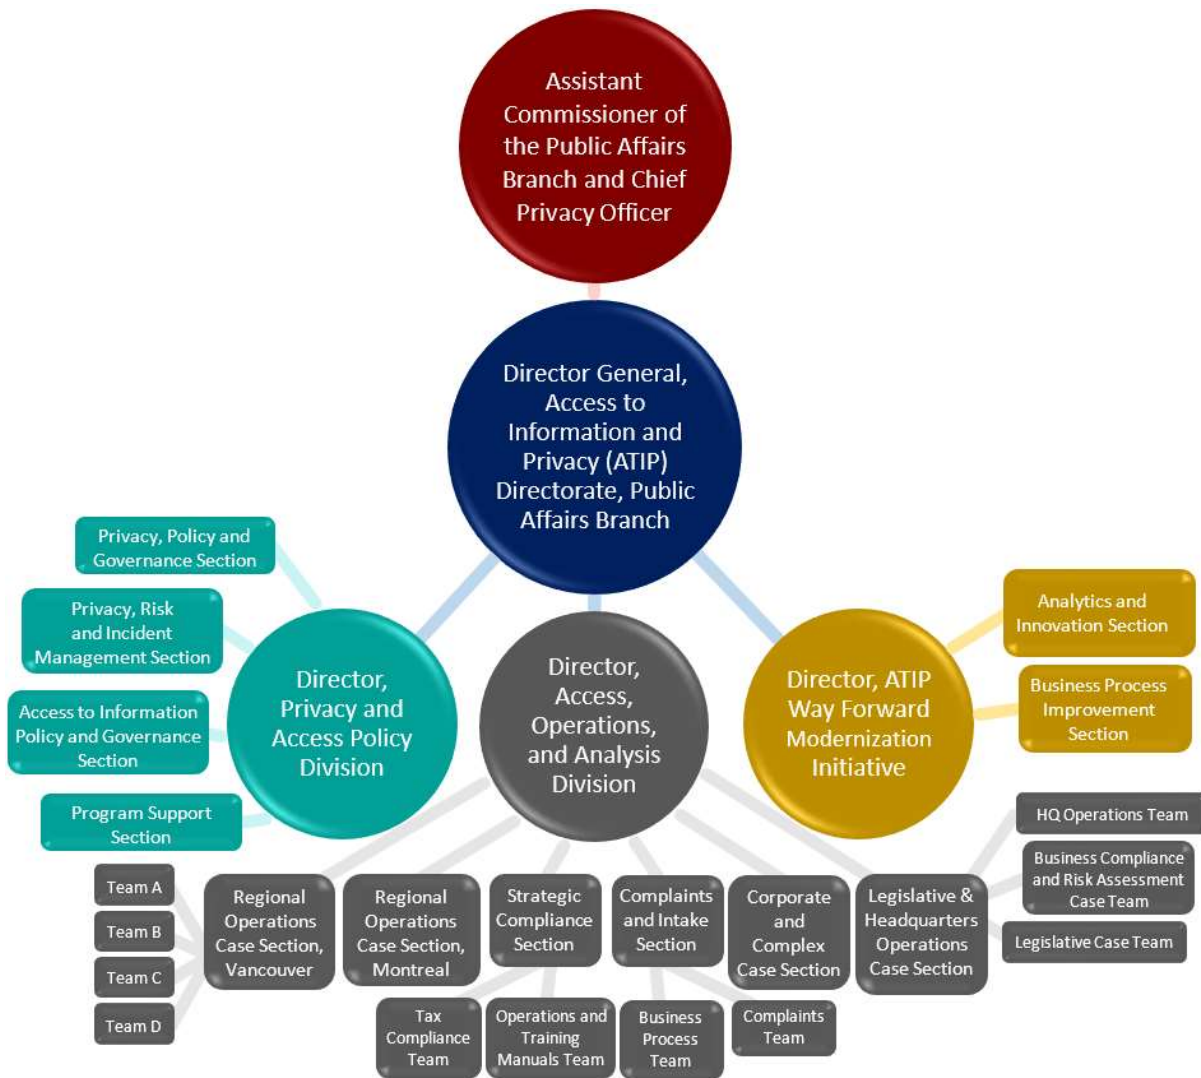 Assistant
Commissioner of
the Public Affairs
Branch and Chief
Privacy Officer
Director General,
Access to
Information and
Privacy (ATIP)
Directorate, Public
Affairs Branch
Privacy, Policy and
Governance Section
Privacy, Risk
and Incident
Management Section
Access to Information
Policy and Governance
Section
Program Support
Section
Director,
Privacy and
Access Policy
Division
Director,
Access,
Operations,
and Analysis
Division
Director, ATIP
Way Forward
Modernization
Initiative
Analytics and
Innovation Section
Business Process
Improvement
Section
Team A
Team B
Team C
Team D
Regional
Operations
Case Section,
Vancouver
Regional
Operations
Case Section,
Montreal
Strategic
Compliance
Section
Complaints
and Intake
Section
Corporate
and
Complex
Case Section
Legislative &
Headquarters
Operations
Case Section
HQ Operations Team
Business Compliance
and Risk Assessment
Case Team
Legislative Case Team
Tax
Compliance
Team
Operations and
Training
Manuals Team
Business
Process
Team
Complaints
Team